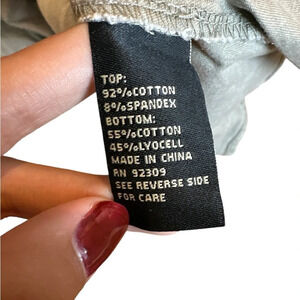 TOP:
92%COTTON
8%SPANDEX
BOTTOM:
55%COTTON
45%LYOCELL
MADE IN CHINA
RN 92309
SEE REVERSE SIDE
FOR CARE